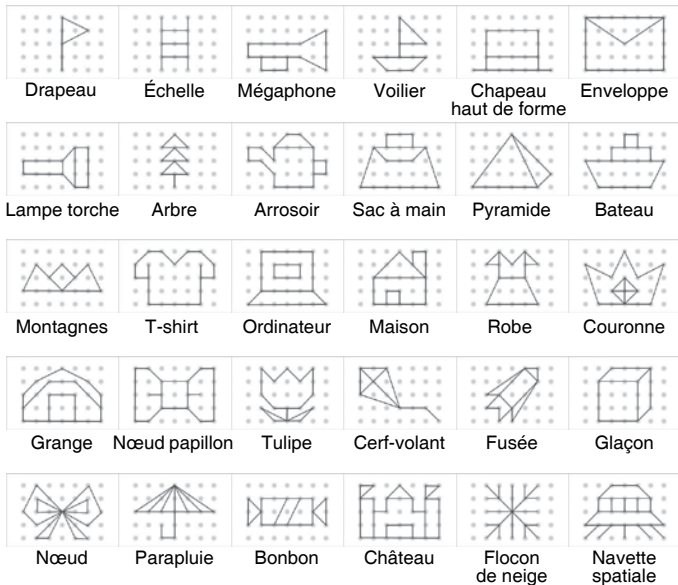 Drapeau Échelle Mégaphone Voilier Chapeau haut de forme Enveloppe
Lampe torche Arbre Arrosoir Sac à main Pyramide Bateau
Montagnes T-shirt Ordinateur Maison Robe Couronne
Grange Nœud papillon Tulipe Cerf-volant Fusée Glaçon
Nœud Parapluie Bonbon Château Flocon de neige Navette spatiale